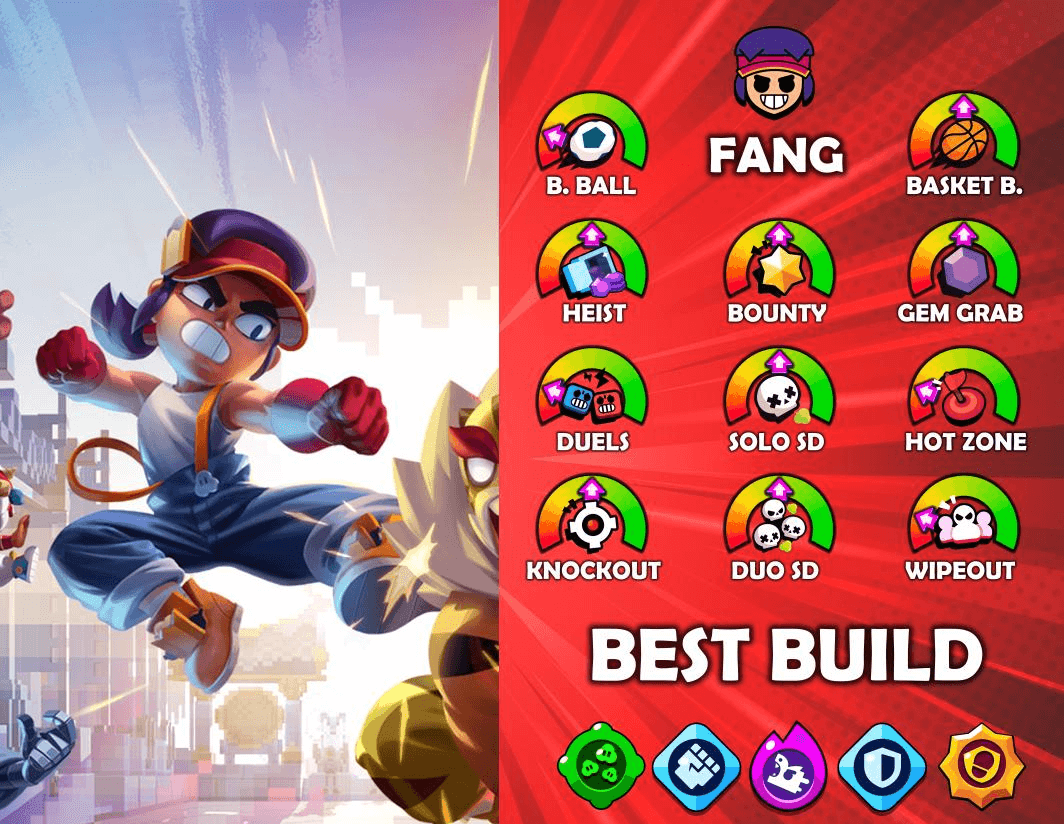 FANG
B. BALL
BASKET B.
HEIST
BOUNTY
GEM GRAB
DUELS
SOLO SD
HOT ZONE
KNOCKOUT
DUO SD
WIPEOUT
BEST BUILD